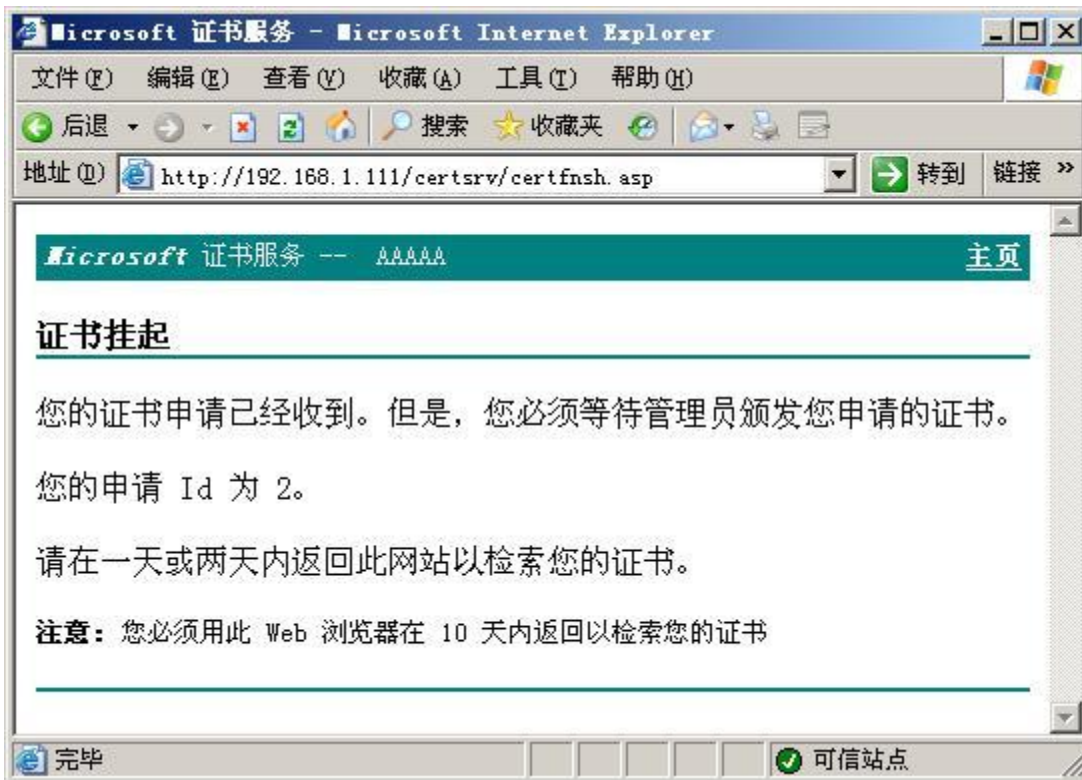 Microsoft 证书服务 - Microsoft Internet Explorer
文件(F) 编辑(E) 查看(V) 收藏(A) 工具(T) 帮助(H)
后退 搜索 收藏夹
地址(D) http://192.168.1.111/certsrv/certfnsh.asp 转到 链接 »
Microsoft 证书服务 -- AAAAA 主页
证书挂起
您的证书申请已经收到。但是，您必须等待管理员颁发您申请的证书。
您的申请 Id 为 2。
请在一天或两天内返回此网站以检索您的证书。
注意：您必须用此 Web 浏览器在 10 天内返回以检索您的证书
完毕 可信站点